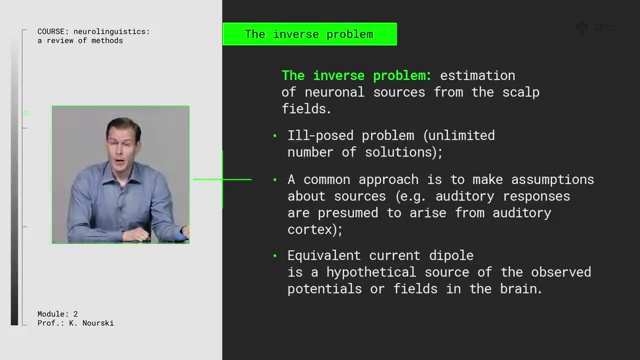 COURSE: neurolinguistics:
a review of methods
The inverse problem
The inverse problem: estimation
of neuronal sources from the scalp
fields.
• Ill-posed problem (unlimited
number of solutions);
• A common approach is to make assumptions
about sources (e.g. auditory responses
are presumed to arise from auditory
cortex);
• Equivalent current dipole
is a hypothetical source of the observed
potentials or fields in the brain.
Module: 2
Prof.: K. Nourski